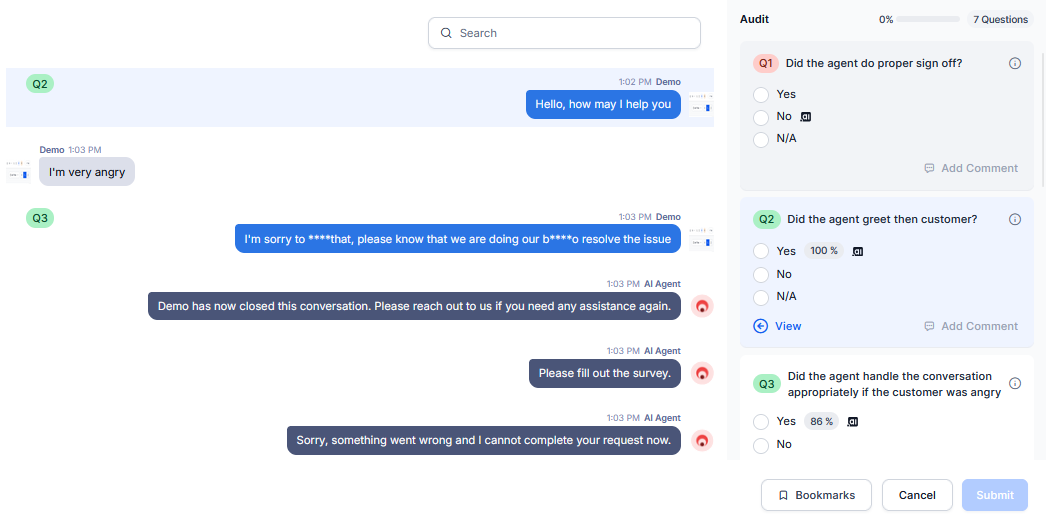 Search
Q2
1:02 PM Demo
Hello, how may I help you
Demo 1:03 PM
I'm very angry
Q3
1:03 PM Demo
I'm sorry to ****that, please know that we are doing our b****o resolve the issue
1:03 PM AI Agent
Demo has now closed this conversation. Please reach out to us if you need any assistance again.
1:03 PM AI Agent
Please fill out the survey.
1:03 PM AI Agent
Sorry, something went wrong and I cannot complete your request now.
Audit 0% 7 Questions
Q1 Did the agent do proper sign off?
Yes
No .ai
N/A
Add Comment
Q2 Did the agent greet then customer?
Yes 100 % .ai
No
N/A
View Add Comment
Q3 Did the agent handle the conversation
appropriately if the customer was angry
Yes 86 % .ai
No
Bookmarks Cancel Submit